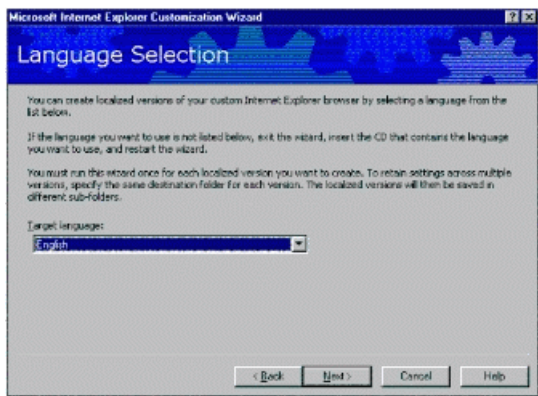 Microsoft Internet Explorer Customization Wizard
Language Selection
You can create localized versions of your custom Internet Explorer browser by selecting a language from the
list below.
If the language you want to use is not listed below, exit the wizard, insert the CD that contains the language
you want to use, and restart the wizard.
You must run this wizard once for each localized version you want to create. To retain settings across multiple
versions, specify the same destination folder for each version. The localized versions will then be saved in
different sub-folders.
Target language:
English
< Back Next > Cancel Help